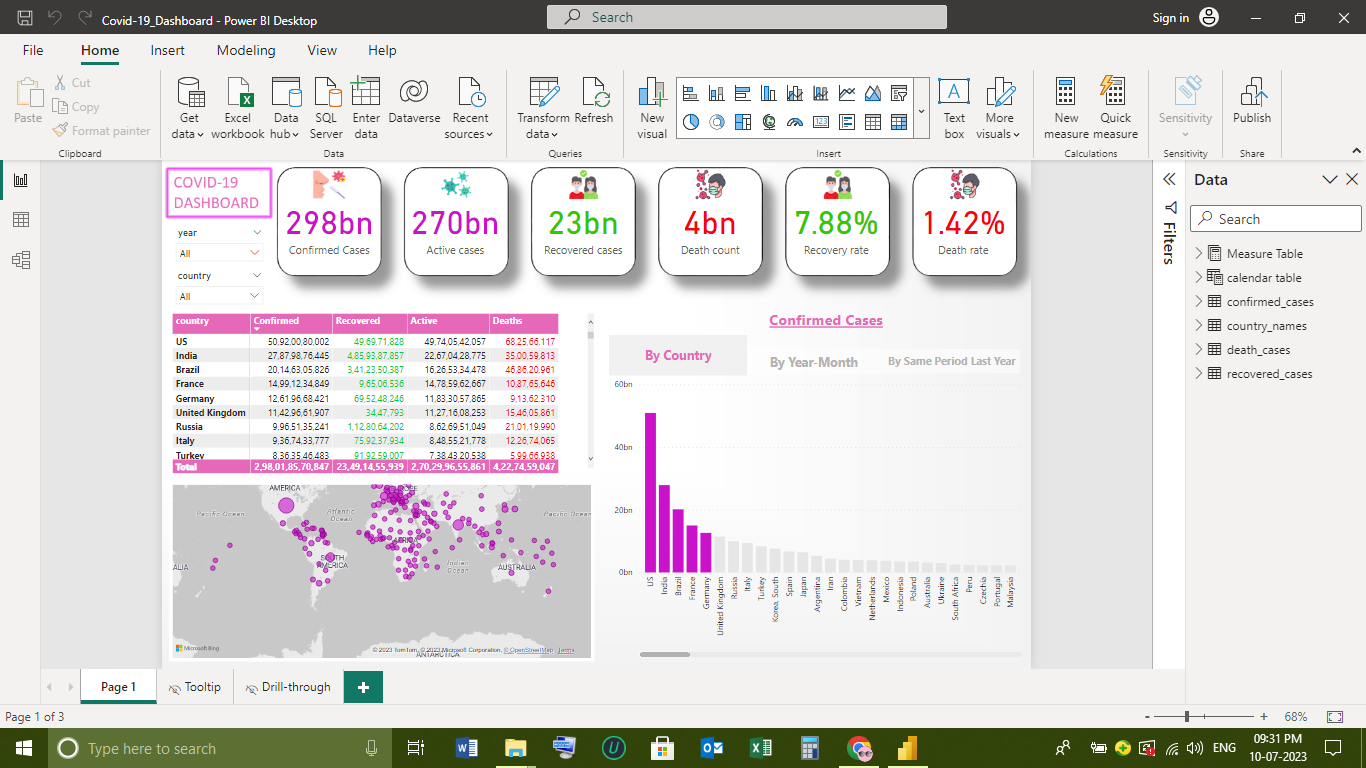 Covid-19_Dashboard - Power BI Desktop
Search
Sign in
File Home Insert Modeling View Help
Paste
Cut
Copy
Format painter
Clipboard
Get data
Excel workbook
Data hub
SQL Server
Enter data
Dataverse
Recent sources
Data
Transform data
Refresh
Queries
New visual
Text box
More visuals
Insert
New measure
Quick measure
Calculations
Sensitivity
Sensitivity
Publish
Share
COVID-19
DASHBOARD
year
All
country
All
298bn
Confirmed Cases
270bn
Active cases
23bn
Recovered cases
4bn
Death count
7.88%
Recovery rate
1.42%
Death rate
country Confirmed Recovered Active Deaths
US 50,92,00,80,002 49,69,71,828 49,74,05,42,057 68,25,66,117
India 27,87,98,76,445 4,85,93,87,857 22,67,04,28,775 35,00,59,813
Brazil 20,14,63,05,826 3,41,23,50,387 16,26,53,34,478 46,86,20,961
France 14,99,12,34,849 9,65,06,536 14,78,59,62,667 10,87,65,646
Germany 12,61,96,68,421 69,52,48,246 11,83,30,57,865 9,13,62,310
United Kingdom 11,42,96,61,907 34,47,793 11,27,16,08,253 15,46,05,861
Russia 9,96,51,35,241 1,12,80,64,202 8,62,69,51,049 21,01,19,990
Italy 9,36,74,33,777 75,92,37,934 8,48,55,21,778 12,26,74,065
Turkey 8,36,35,46,483 91,92,59,007 7,38,43,20,538 5,99,66,938
Total 2,98,01,85,70,847 23,49,14,55,939 2,70,29,96,55,861 4,22,74,59,047
AMERICA
Pacific Ocean
Atlantic
Ocean
AFRICA
Pacific Ocean
ALIA
SOUTH
AMERICA
Indian
Ocean
AUSTRALIA
Microsoft Bing
© 2023 TomTom, © 2023 Microsoft Corporation, © OpenStreetMap Terms
ANTARCTICA
Confirmed Cases
By Country
By Year-Month
By Same Period Last Year
60bn
40bn
20bn
0bn
US
India
Brazil
France
Germany
United Kingdom
Russia
Italy
Turkey
Korea, South
Spain
Japan
Argentina
Iran
Colombia
Vietnam
Netherlands
Mexico
Indonesia
Poland
Australia
Ukraine
South Africa
Peru
Czechia
Portugal
Malaysia
Filters
Data
Search
Measure Table
calendar table
confirmed_cases
country_names
death_cases
recovered_cases
Page 1
Tooltip
Drill-through
Page 1 of 3
68%
Type here to search
ENG
09:31 PM
10-07-2023